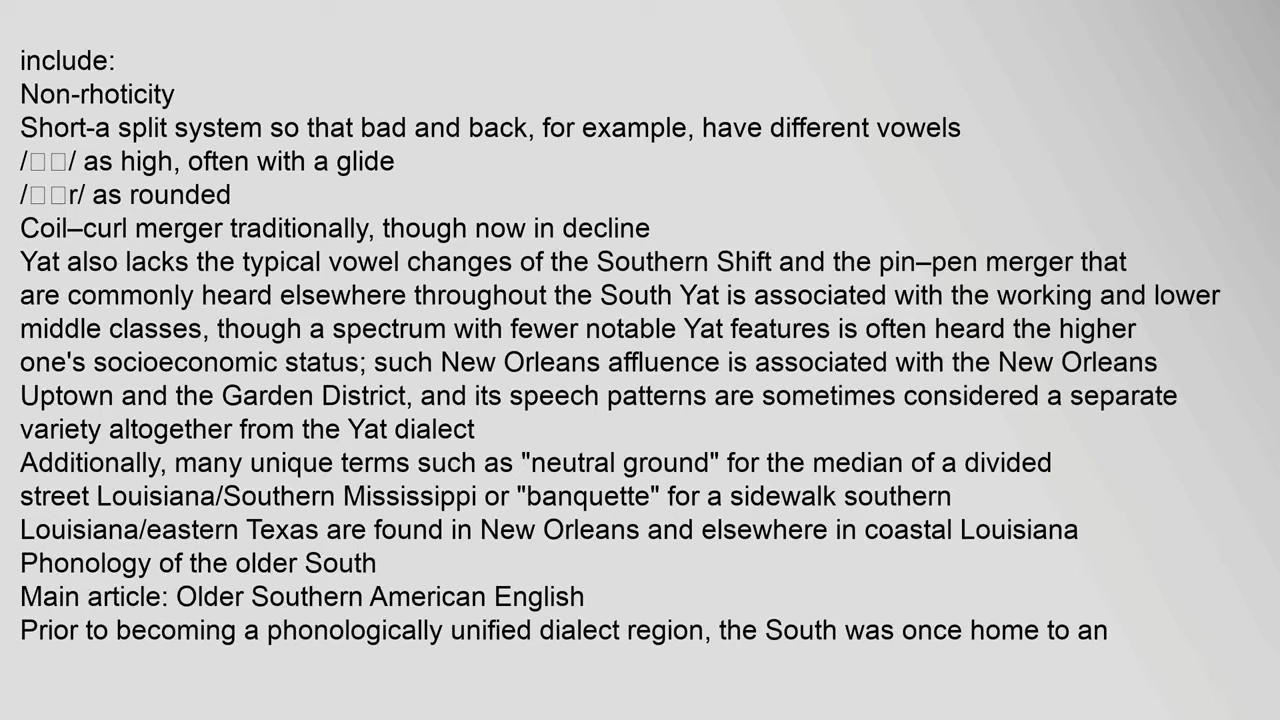 include:
Non-rhoticity
Short-a split system so that bad and back, for example, have different vowels
/□□/ as high, often with a glide
/□□r/ as rounded
Coil–curl merger traditionally, though now in decline
Yat also lacks the typical vowel changes of the Southern Shift and the pin–pen merger that
are commonly heard elsewhere throughout the South Yat is associated with the working and lower
middle classes, though a spectrum with fewer notable Yat features is often heard the higher
one's socioeconomic status; such New Orleans affluence is associated with the New Orleans
Uptown and the Garden District, and its speech patterns are sometimes considered a separate
variety altogether from the Yat dialect
Additionally, many unique terms such as "neutral ground" for the median of a divided
street Louisiana/Southern Mississippi or "banquette" for a sidewalk southern
Louisiana/eastern Texas are found in New Orleans and elsewhere in coastal Louisiana
Phonology of the older South
Main article: Older Southern American English
Prior to becoming a phonologically unified dialect region, the South was once home to an